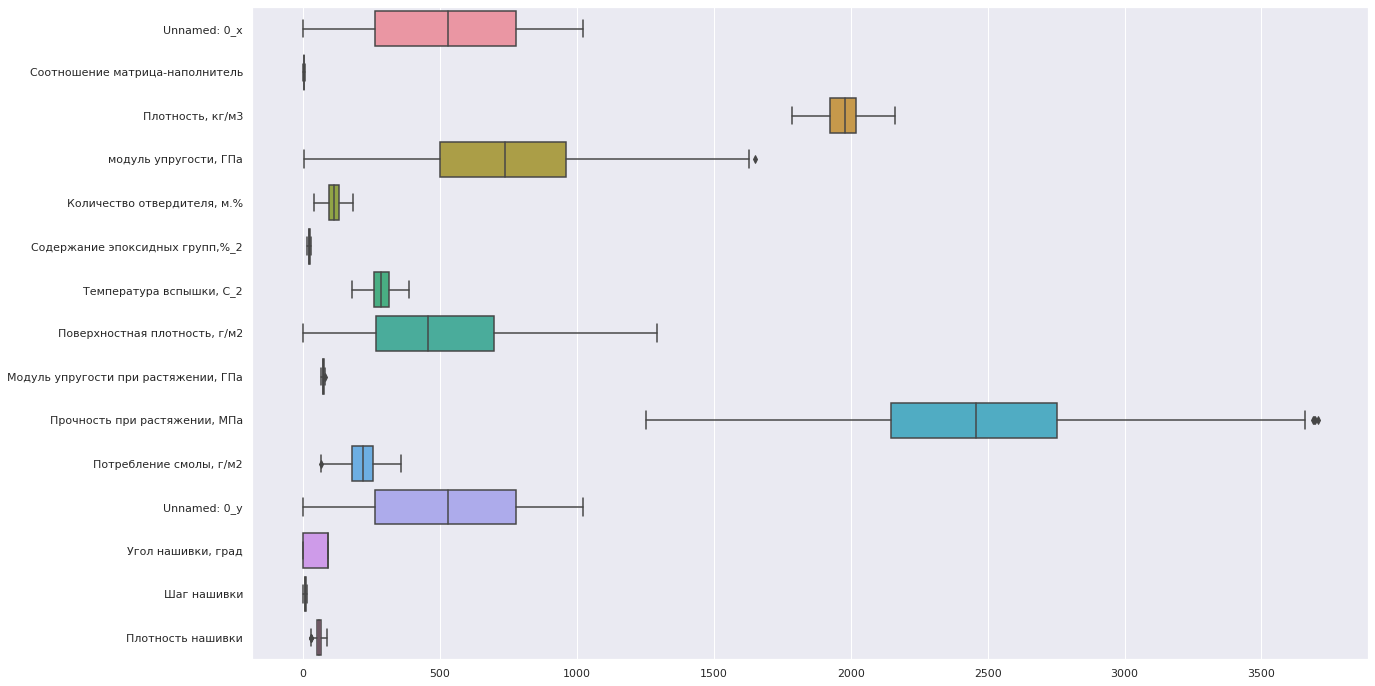 Unnamed: 0_x
Соотношение матрица-наполнитель
Плотность, кг/м3
модуль упругости, ГПа
Количество отвердителя, м.%
Содержание эпоксидных групп,%_2
Температура вспышки, С_2
Поверхностная плотность, г/м2
Модуль упругости при растяжении, ГПа
Прочность при растяжении, МПа
Потребление смолы, г/м2
Unnamed: 0_y
Угол нашивки, град
Шаг нашивки
Плотность нашивки
0 500 1000 1500 2000 2500 3000 3500